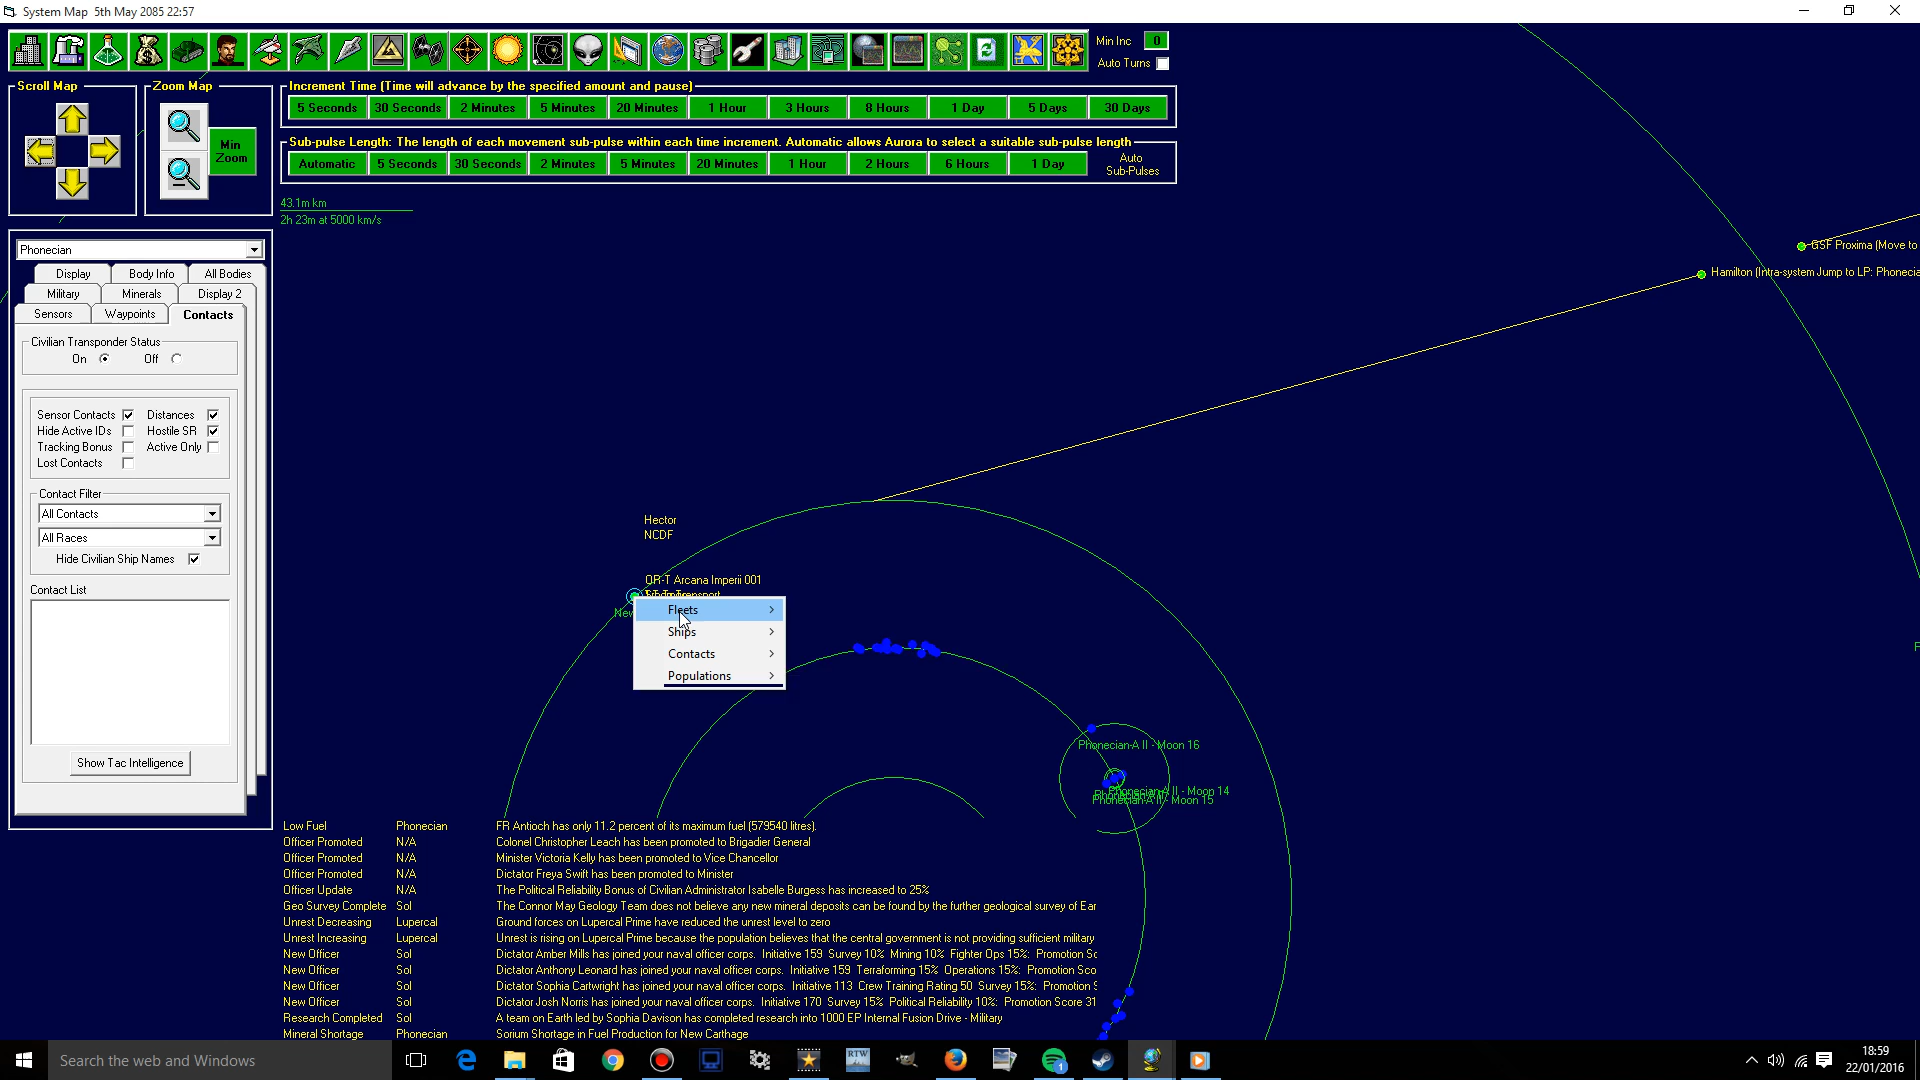 System Map  5th May 2085 22:57
Min Inc 0
Auto Turns
Scroll Map
Zoom Map
Min Zoom
Increment Time (Time will advance by the specified amount and pause)
5 Seconds 30 Seconds 2 Minutes 5 Minutes 20 Minutes 1 Hour 3 Hours 8 Hours 1 Day 5 Days 30 Days
Sub-pulse Length: The length of each movement sub-pulse within each time increment. Automatic allows Aurora to select a suitable sub-pulse length
Automatic 5 Seconds 30 Seconds 2 Minutes 5 Minutes 20 Minutes 1 Hour 2 Hours 6 Hours 1 Day
Auto Sub-Pulses
43.1m km
2h 23m at 5000 km/s
Phonecian
Display Body Info All Bodies
Military Minerals Display 2
Sensors Waypoints Contacts
Civilian Transponder Status
On Off
Sensor Contacts Distances
Hide Active IDs Hostile SR
Tracking Bonus Active Only
Lost Contacts
Contact Filter
All Contacts
All Races
Hide Civilian Ship Names
Contact List
Show Tac Intelligence
GSF Proxima (Move to
Hamilton (Intra-system Jump to LP: Phonecia
Hector
NCDF
OR-T Arcana Imperii 001
New
Fleets
Ships
Contacts
Populations
Phonecian-A II - Moon 16
Phonecian-A II - Moon 14
Phonecian-A II - Moon 15
Low Fuel Phonecian FR Antioch has only 11.2 percent of its maximum fuel (579540 litres).
Officer Promoted N/A Colonel Christopher Leach has been promoted to Brigadier General
Officer Promoted N/A Minister Victoria Kelly has been promoted to Vice Chancellor
Officer Promoted N/A Dictator Freya Swift has been promoted to Minister
Officer Update N/A The Political Reliability Bonus of Civilian Administrator Isabelle Burgess has increased to 25%
Geo Survey Complete Sol The Connor May Geology Team does not believe any new mineral deposits can be found by the further geological survey of Ear
Unrest Decreasing Lupercal Ground forces on Lupercal Prime have reduced the unrest level to zero
Unrest Increasing Lupercal Unrest is rising on Lupercal Prime because the population believes that the central government is not providing sufficient military
New Officer Sol Dictator Amber Mills has joined your naval officer corps.  Initiative 159  Survey 10%  Mining 10%  Fighter Ops 15%:  Promotion Sc
New Officer Sol Dictator Anthony Leonard has joined your naval officer corps.  Initiative 159  Terraforming 15%  Operations 15%:  Promotion Sco
New Officer Sol Dictator Sophia Cartwright has joined your naval officer corps.  Initiative 113  Crew Training Rating 50  Survey 15%:  Promotion S
New Officer Sol Dictator Josh Norris has joined your naval officer corps.  Initiative 170  Survey 15%  Political Reliability 10%:  Promotion Score 31
Research Completed Sol A team on Earth led by Sophia Davison has completed research into 1000 EP Internal Fusion Drive - Military
Mineral Shortage Phonecian Sorium Shortage in Fuel Production for New Carthage
Search the web and Windows
RTW
1
18:59
22/01/2016